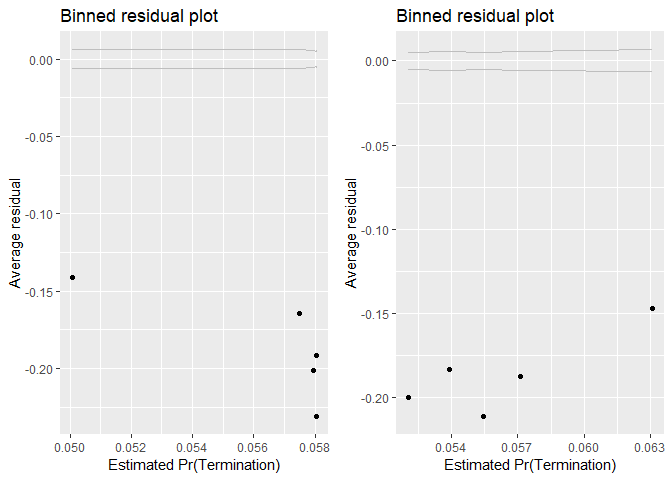 Binned residual plot
0.00
-0.05
-0.10
-0.15
-0.20
Average residual
0.050 0.052 0.054 0.056 0.058
Estimated Pr(Termination)
Binned residual plot
0.00
-0.05
-0.10
-0.15
-0.20
Average residual
0.054 0.057 0.060 0.063
Estimated Pr(Termination)